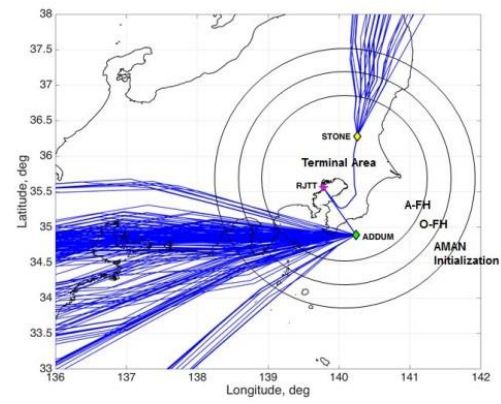 38
37.5
37
36.5
36
35.5
35
34.5
34
33.5
33
Latitude, deg
STONE
Terminal Area
RJTT
A-FH
O-FH
ADDUM
AMAN
Initialization
136 137 138 139 140 141 142
Longitude, deg